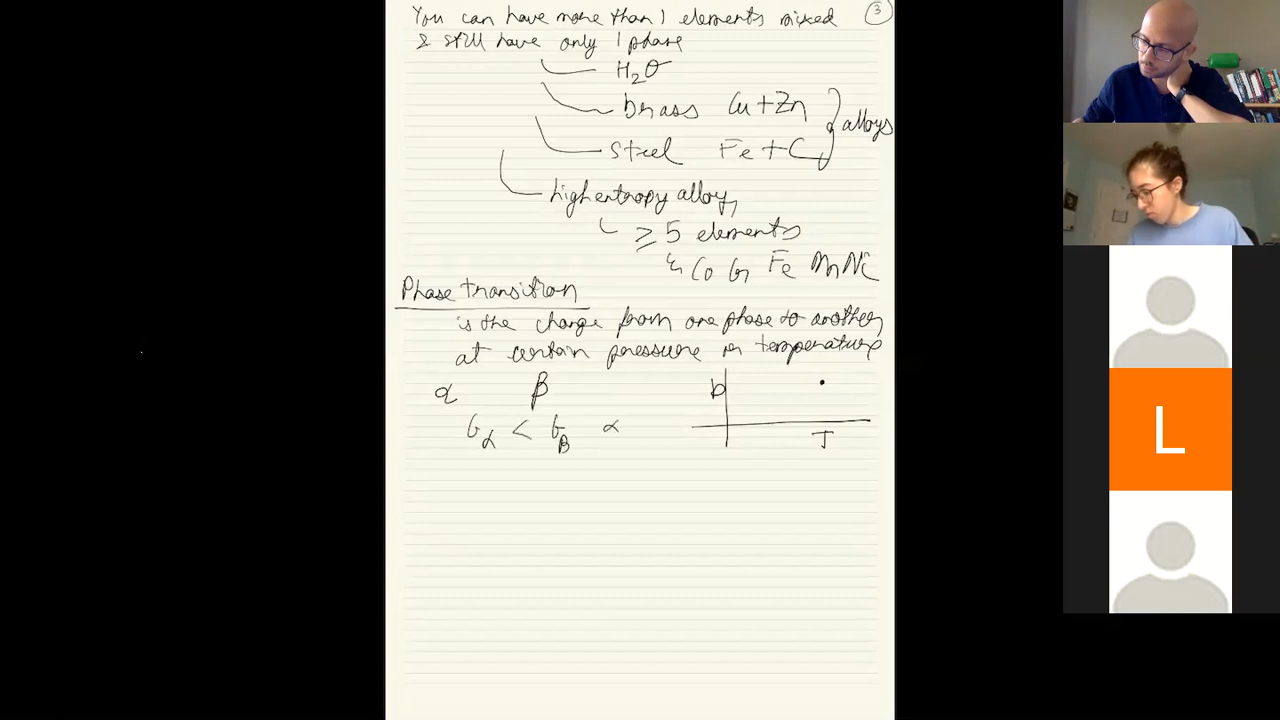 You can have more than 1 elements mixed
3
& still have only 1 phase
H₂O
brass Cu + Zn
alloys
Steel Fe + C
high entropy alloy
≥ 5 elements
Co Cr Fe Mn Ni
Phase transition
is the change from one phase to another
at certain pressure or temperature
α β p
G_α < G_β α
T
L